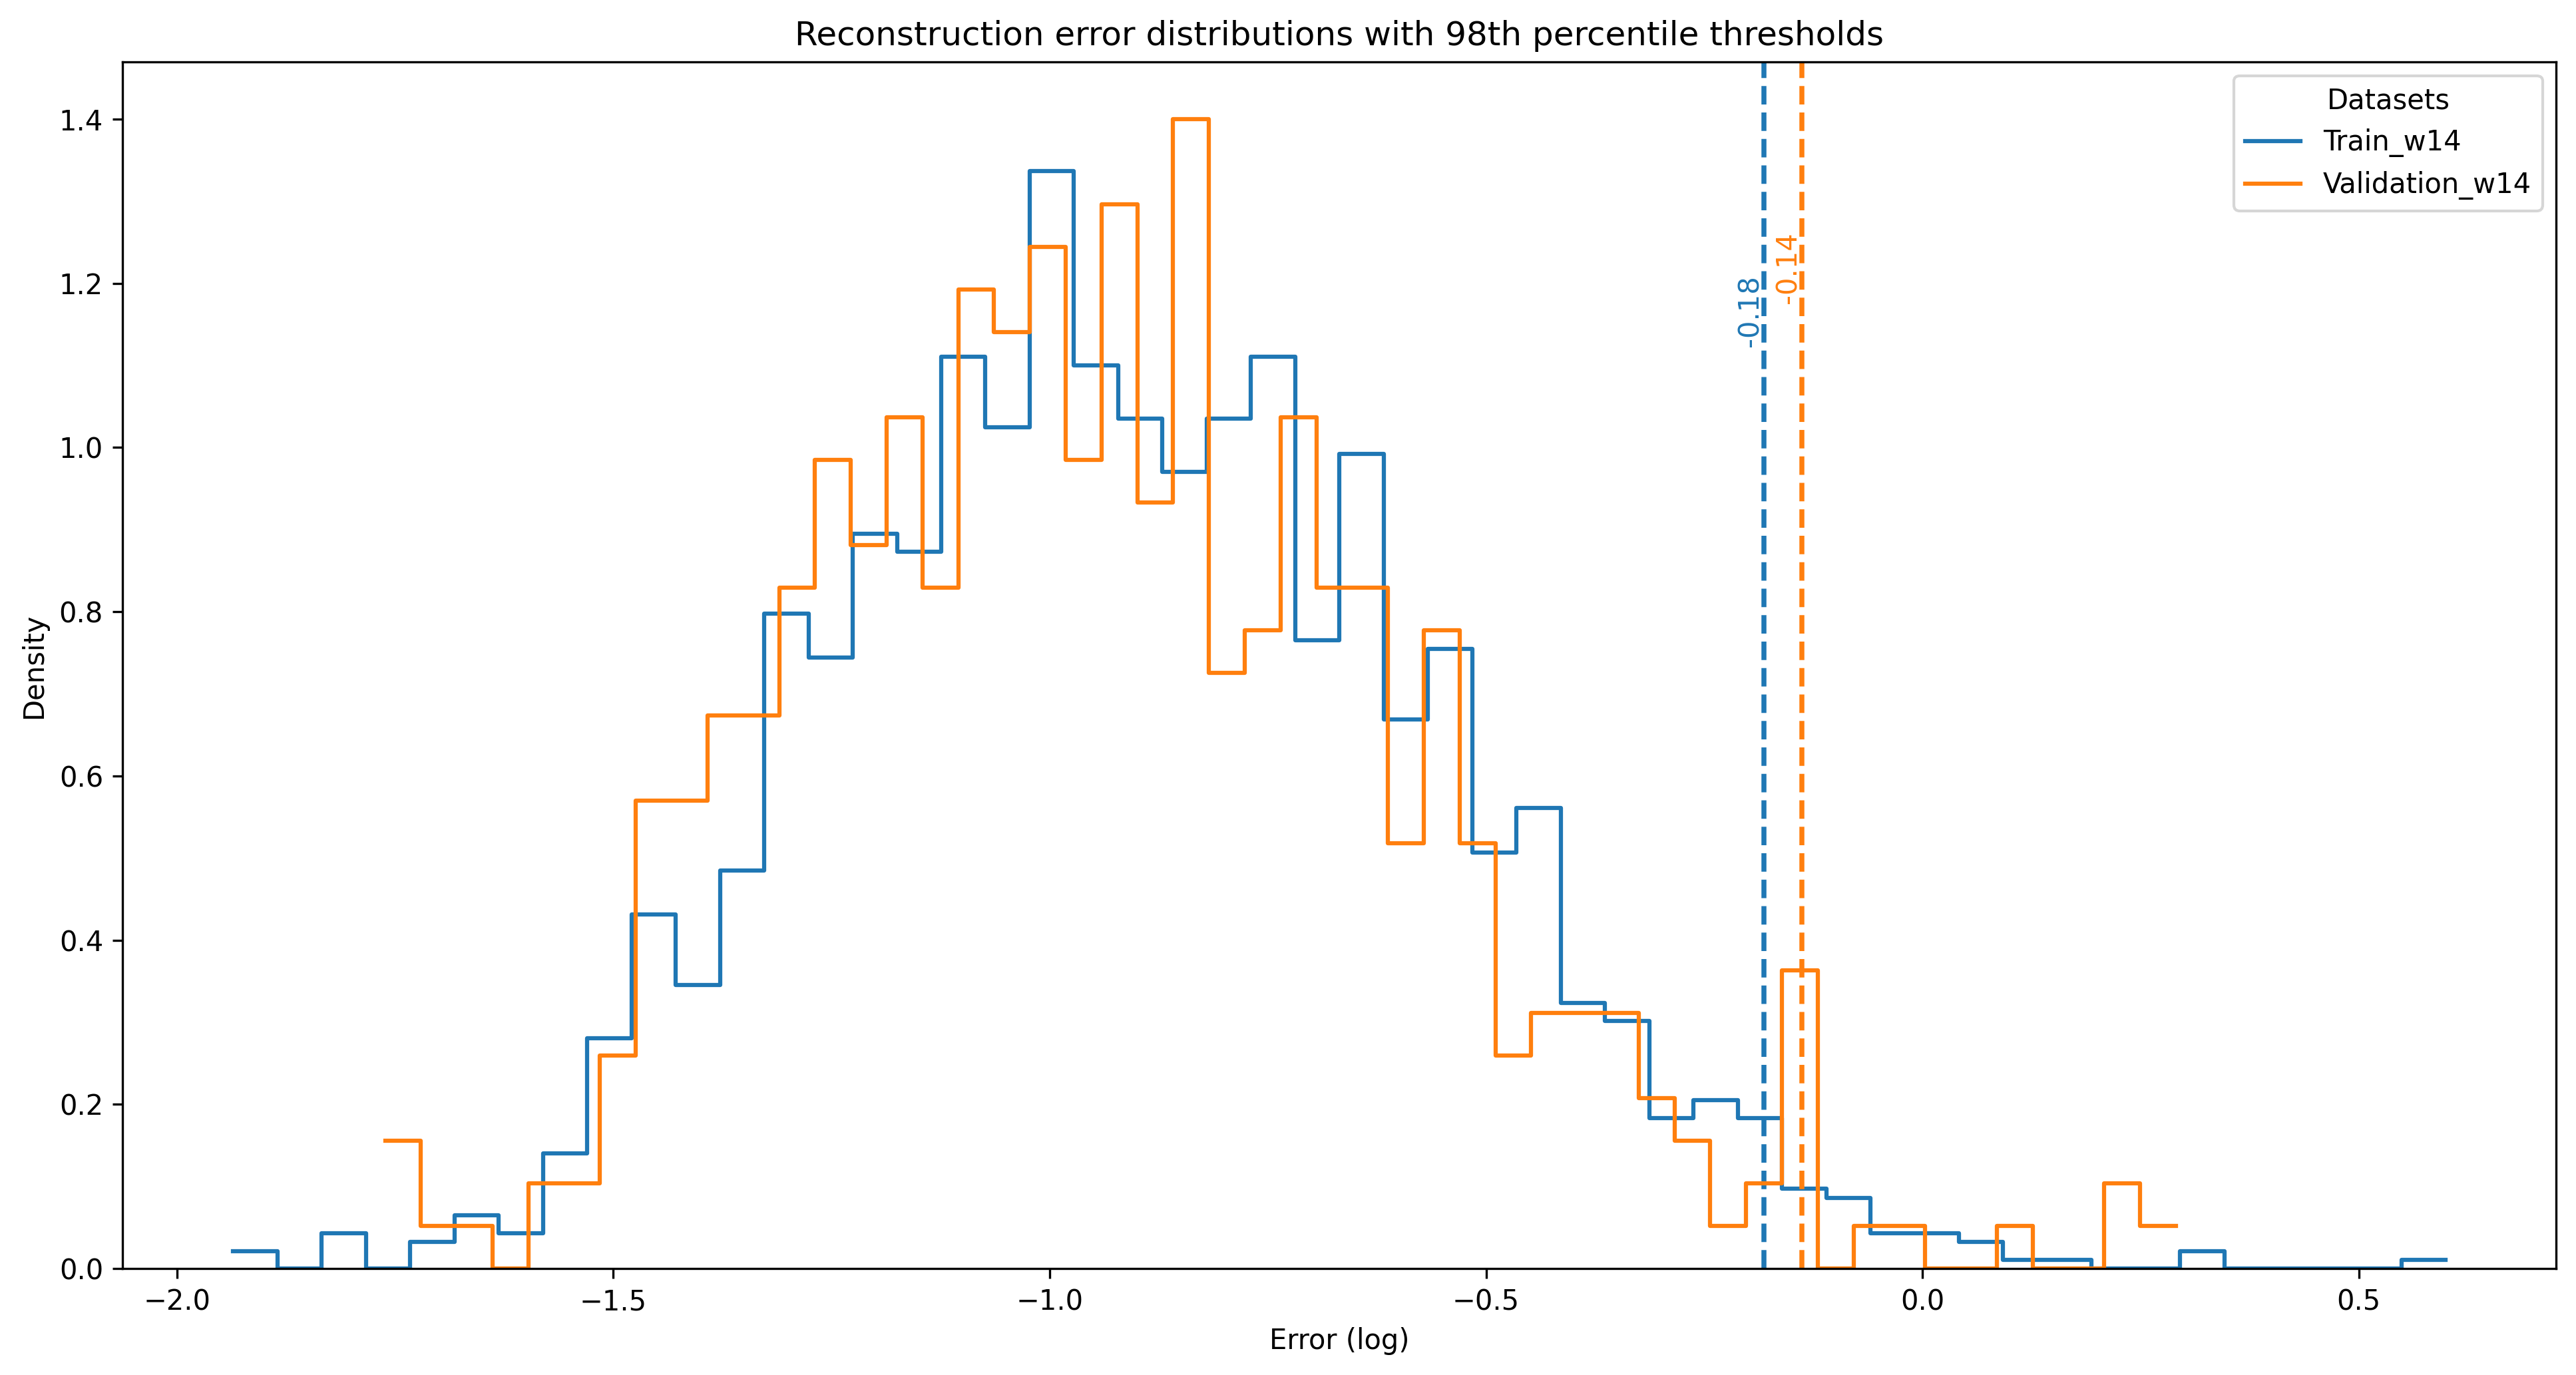 Reconstruction error distributions with 98th percentile thresholds
Datasets
Train_w14
Validation_w14
-0.18
-0.14
1.4
1.2
1.0
0.8
0.6
0.4
0.2
0.0
Density
−2.0
−1.5
−1.0
−0.5
0.0
0.5
Error (log)